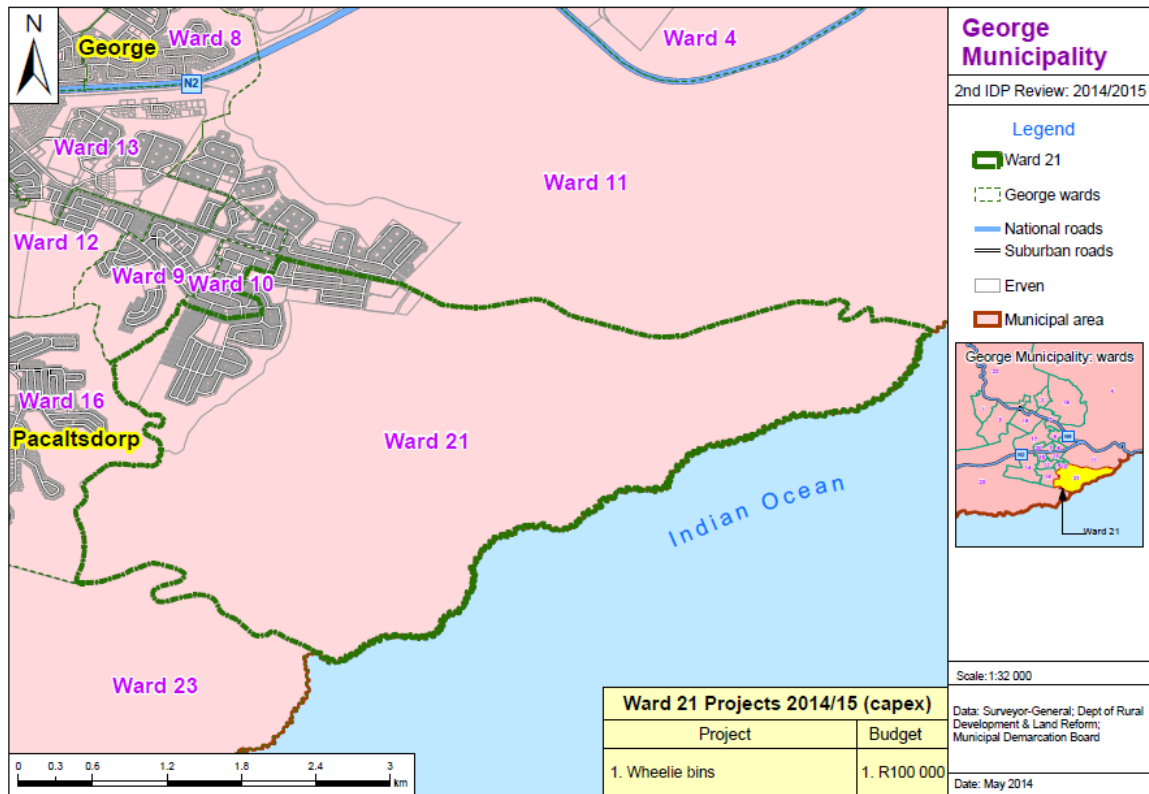 N
George
Ward 8
Ward 4
N2
Ward 13
Ward 11
Ward 12
Ward 9
Ward 10
Ward 16
Pacaltsdorp
Ward 21
Indian Ocean
Ward 23
0 0.3 0.6 1.2 1.8 2.4 3
km
Ward 21 Projects 2014/15 (capex)
Project Budget
1. Wheelie bins 1. R100 000
George
Municipality
2nd IDP Review: 2014/2015
Legend
Ward 21
George wards
National roads
Suburban roads
Erven
Municipal area
George Municipality: wards
N2
Ward 21
Scale:1:32 000
Data: Surveyor-General; Dept of Rural
Development & Land Reform;
Municipal Demarcation Board
Date: May 2014